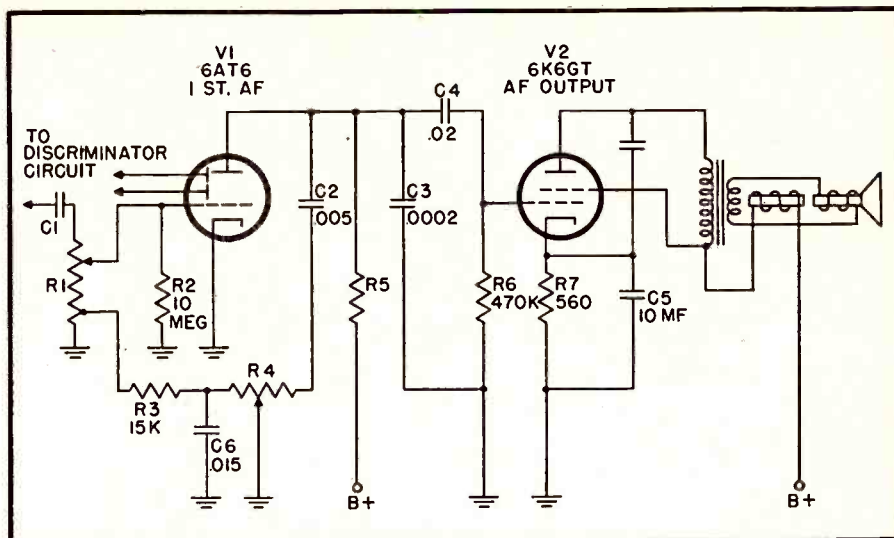 V1
6AT6
1 ST. AF
V2
6K6GT
AF OUTPUT
C4
.02
TO
DISCRIMINATOR
CIRCUIT
C1
R1
R2
10
MEG
C2
.005
C3
.0002
R5
R6
470K
R7
560
C5
10 MF
R3
15K
R4
C6
.015
B+
B+